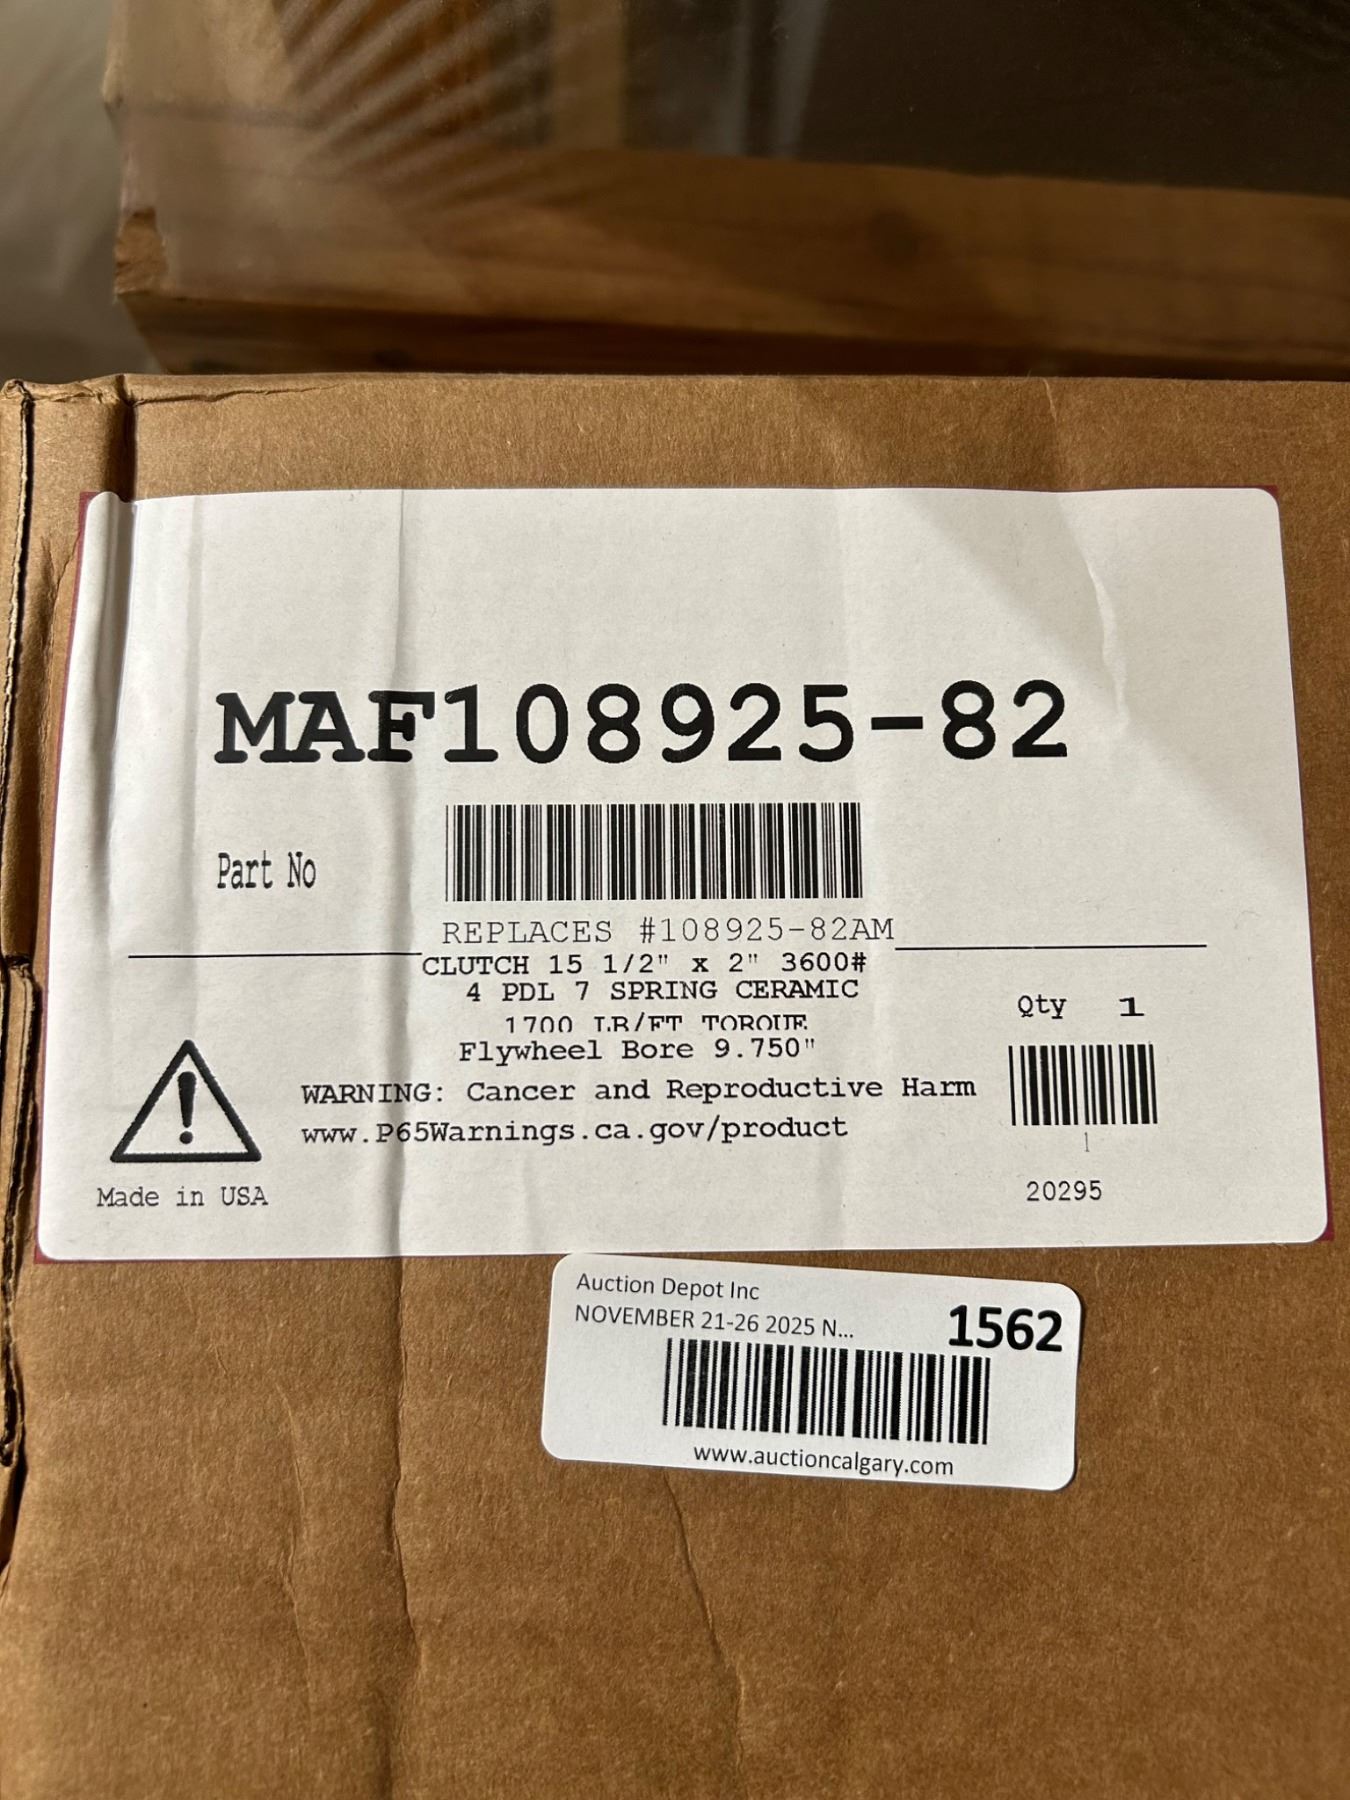 MAF108925-82
Part No
REPLACES #108925-82AM
CLUTCH 15 1/2" x 2" 3600#
4 PDL 7 SPRING CERAMIC
1700 LB/FT TORQUE
Flywheel Bore 9.750"
Qty 1
WARNING: Cancer and Reproductive Harm
www.P65Warnings.ca.gov/product
1
Made in USA
20295
Auction Depot Inc
NOVEMBER 21-26 2025 N...
1562
www.auctioncalgary.com